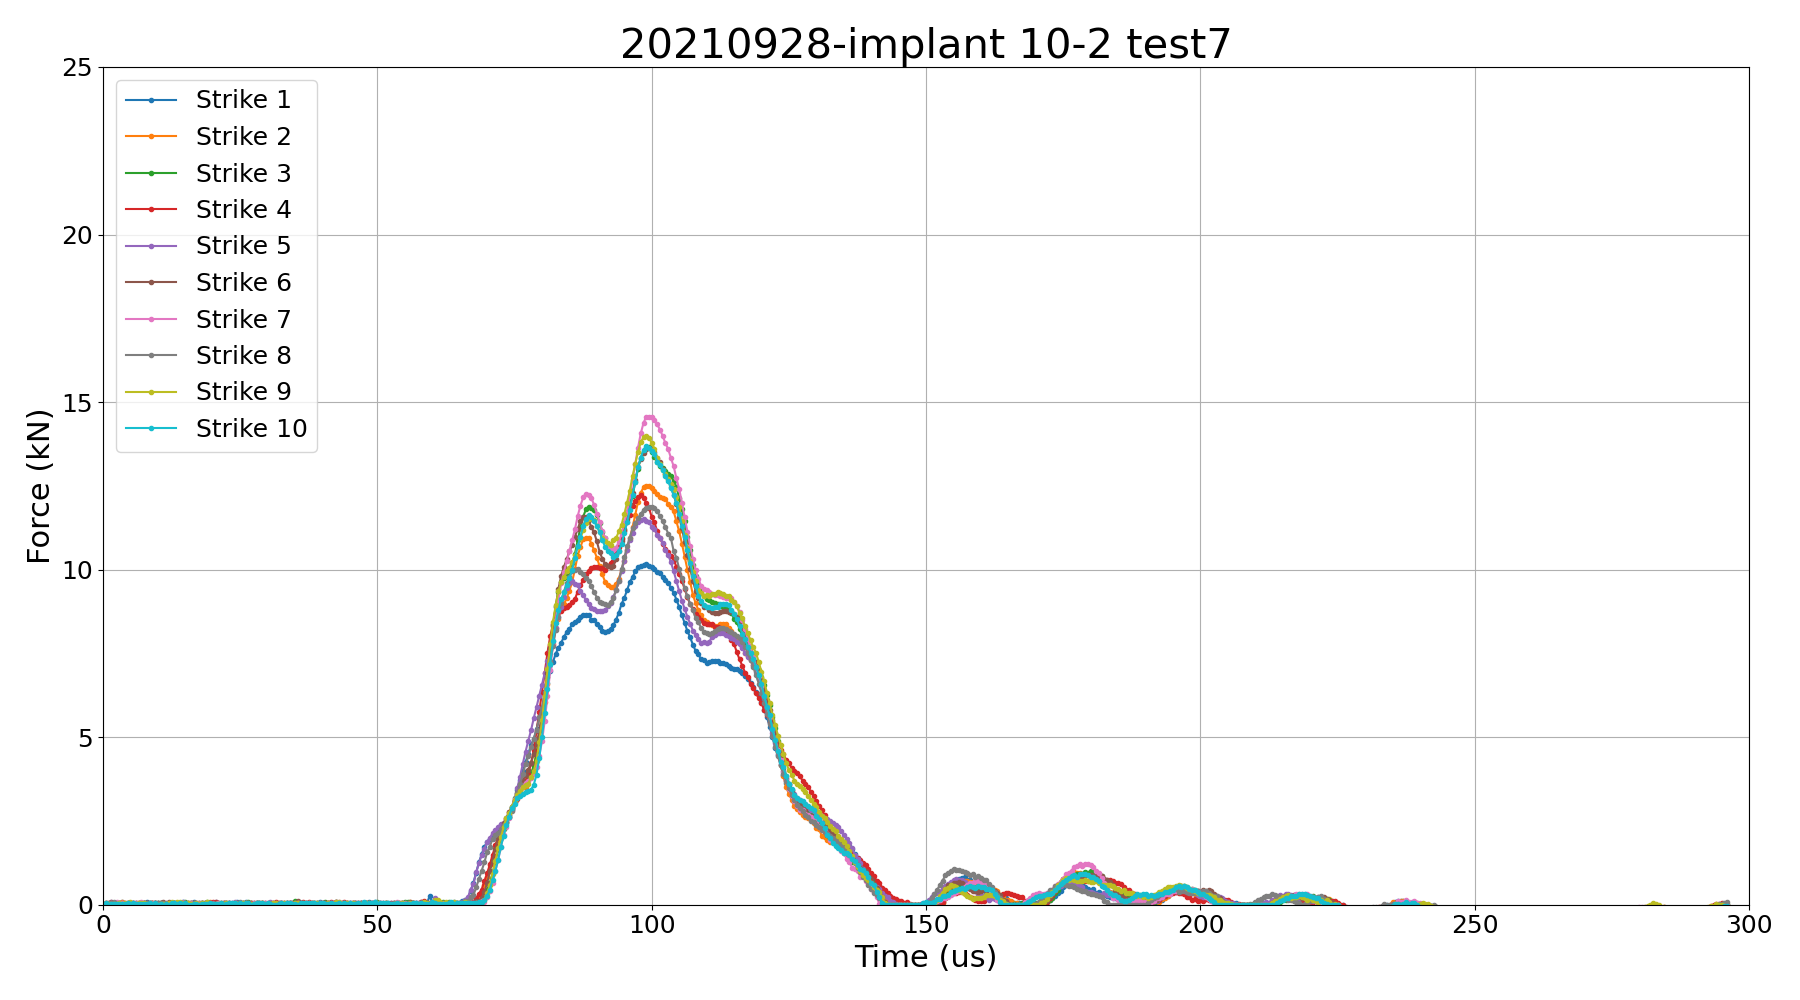 20210928-implant 10-2 test7
25
20
15
10
5
0
Force (kN)
Strike 1
Strike 2
Strike 3
Strike 4
Strike 5
Strike 6
Strike 7
Strike 8
Strike 9
Strike 10
0 50 100 150 200 250 300
Time (us)